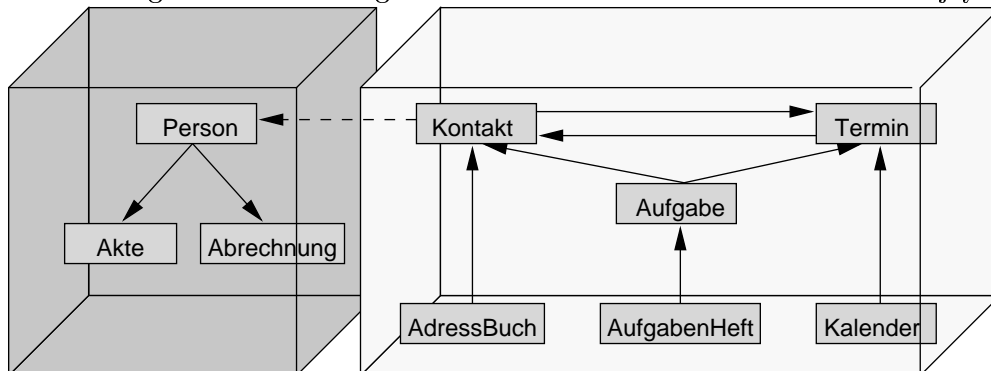 Person
Kontakt
Termin
Aufgabe
Akte
Abrechnung
AdressBuch
AufgabenHeft
Kalender